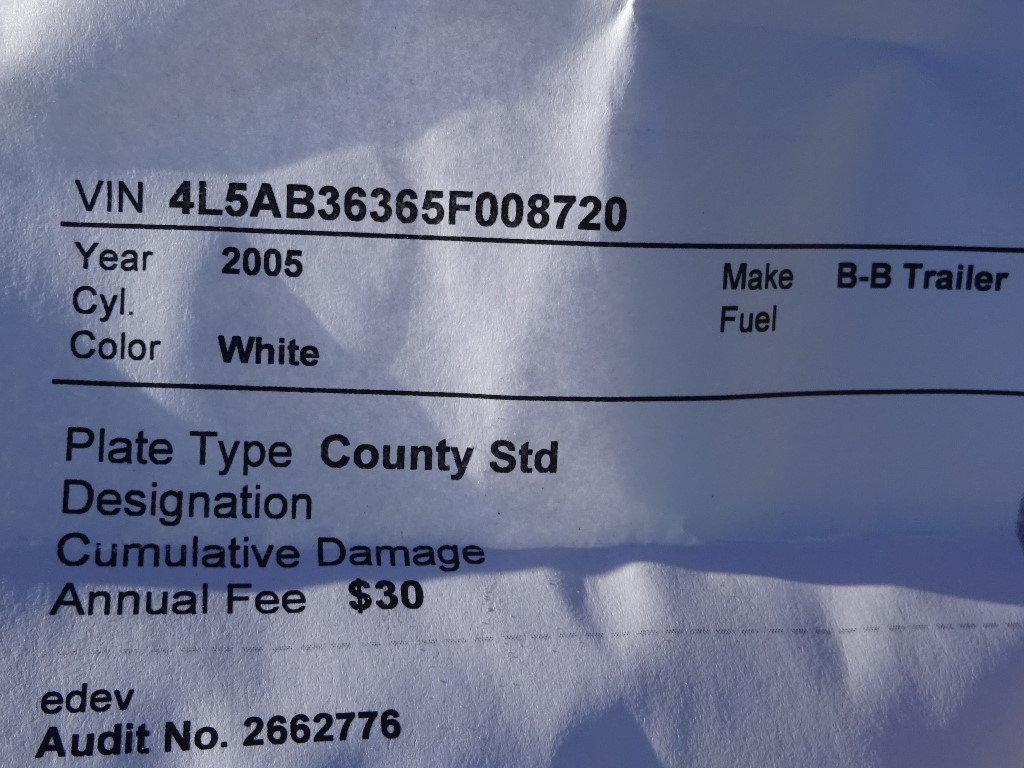 VIN 4L5AB36365F008720
Year 2005 Make B-B Trailer
Cyl. Fuel
Color White
Plate Type County Std
Designation
Cumulative Damage
Annual Fee $30
edev
Audit No. 2662776